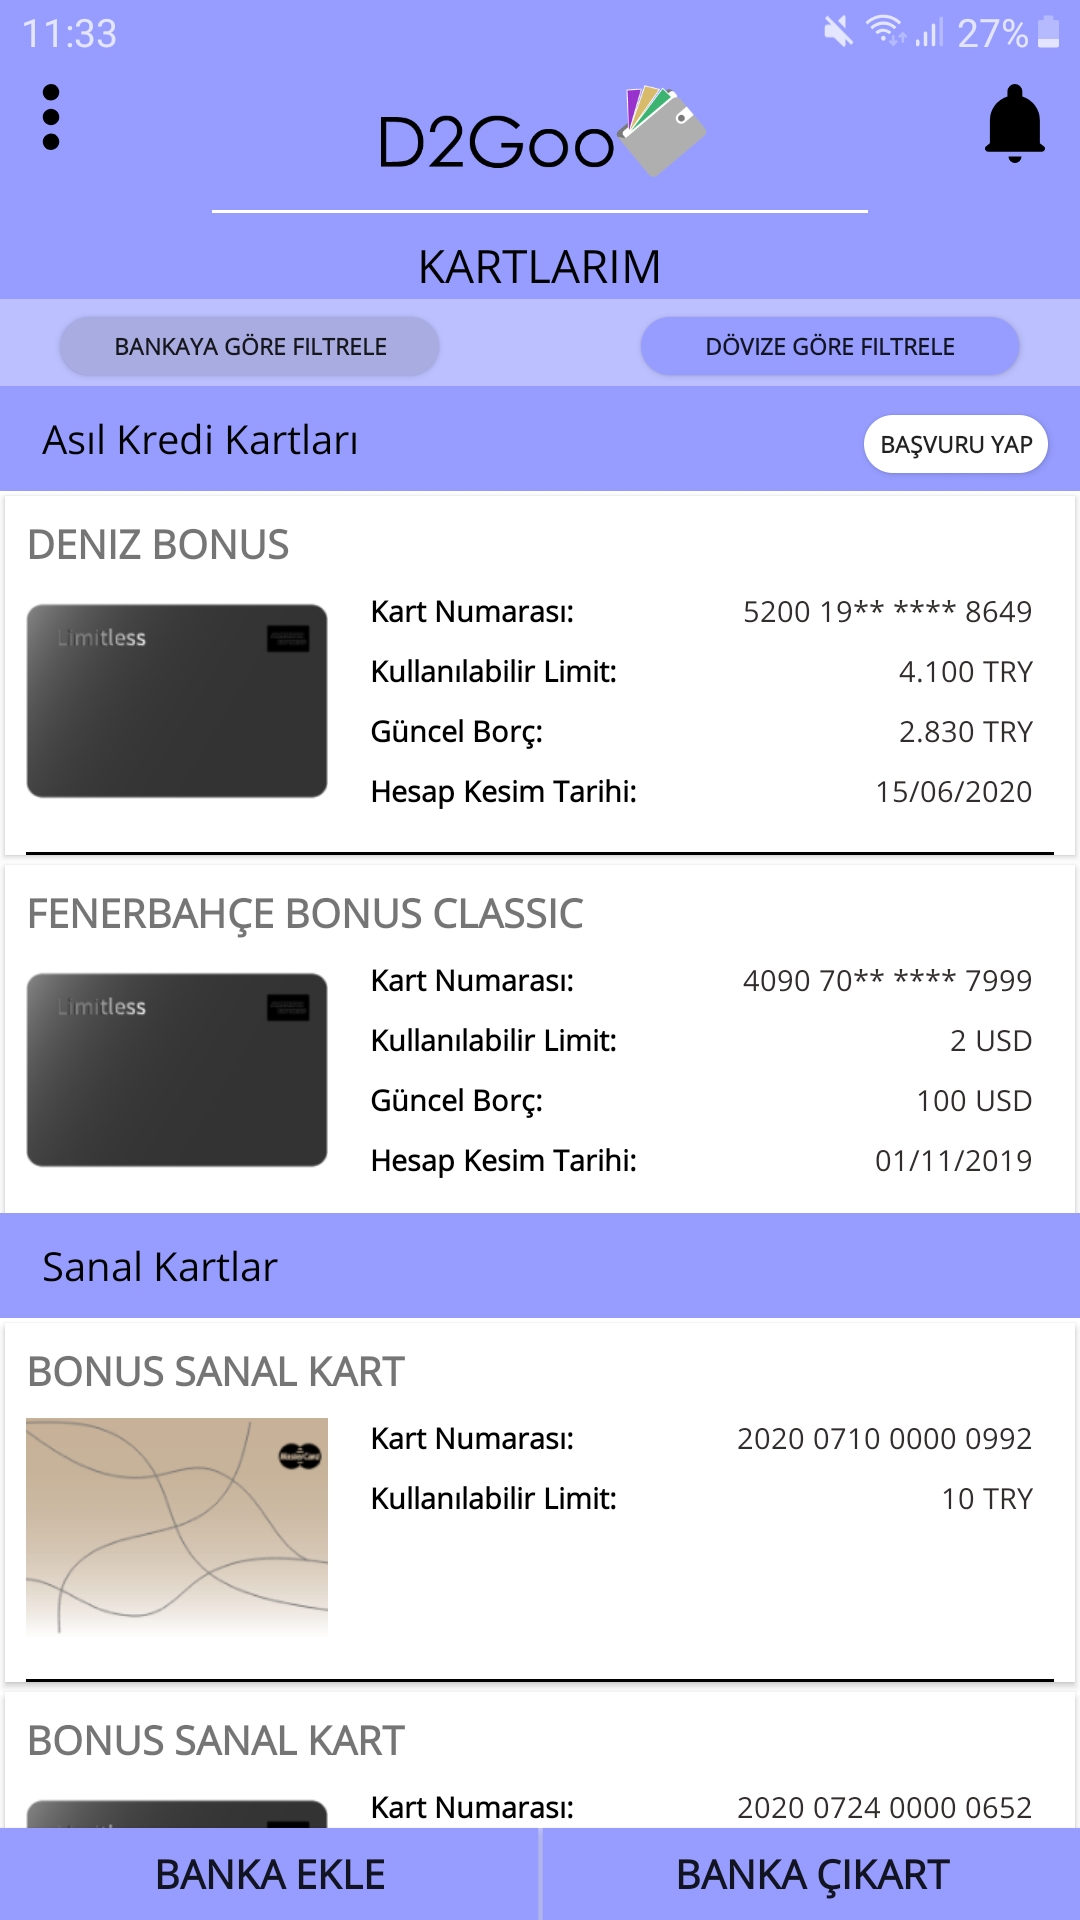 11:33 27%
D2Goo
KARTLARIM
BANKAYA GÖRE FILTRELE DÖVIZE GÖRE FILTRELE
Asıl Kredi Kartları BAŞVURU YAP
DENIZ BONUS
Limitless
Kart Numarası: 5200 19** **** 8649
Kullanılabilir Limit: 4.100 TRY
Güncel Borç: 2.830 TRY
Hesap Kesim Tarihi: 15/06/2020
FENERBAHÇE BONUS CLASSIC
Limitless
Kart Numarası: 4090 70** **** 7999
Kullanılabilir Limit: 2 USD
Güncel Borç: 100 USD
Hesap Kesim Tarihi: 01/11/2019
Sanal Kartlar
BONUS SANAL KART
MasterCard
Kart Numarası: 2020 0710 0000 0992
Kullanılabilir Limit: 10 TRY
BONUS SANAL KART
Kart Numarası: 2020 0724 0000 0652
BANKA EKLE BANKA ÇIKART